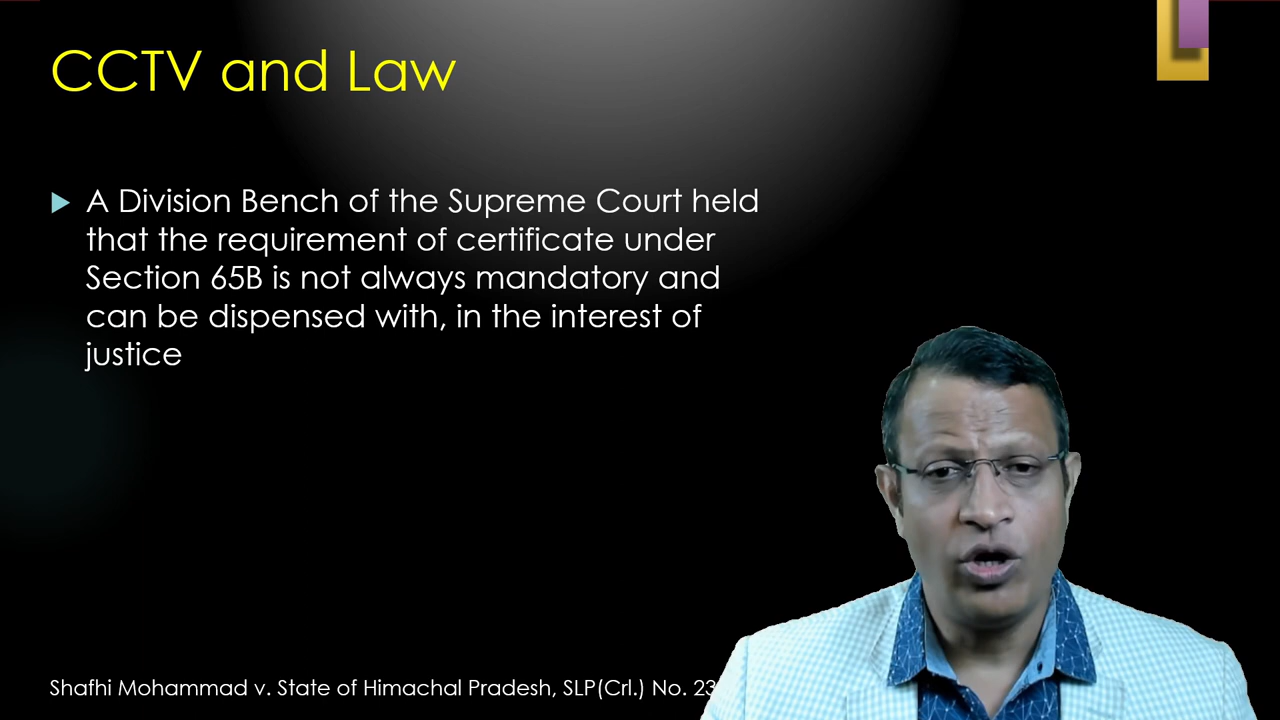 CCTV and Law
A Division Bench of the Supreme Court held
that the requirement of certificate under
Section 65B is not always mandatory and
can be dispensed with, in the interest of
justice
Shafhi Mohammad v. State of Himachal Pradesh, SLP(Crl.) No. 23